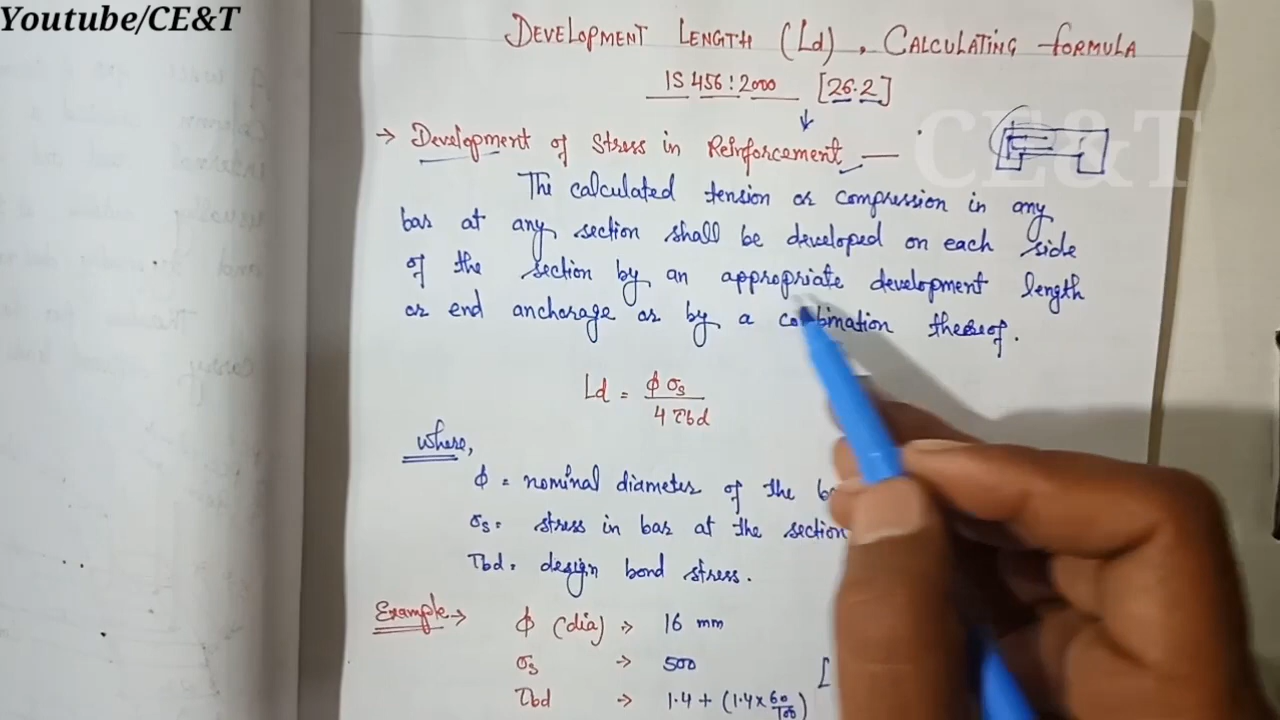 Youtube/CE&T
DEVELOPMENT LENGTH (Ld), CALCULATING FORMULA
IS 456:2000 [26.2]
CE&T
→ Development of Stress in Reinforcement —
The calculated tension or compression in any
bar at any section shall be developed on each side
of the section by an appropriate development length
or end anchorage or by a combination thereof.
Ld = ϕ σs / 4 τbd
where,
ϕ = nominal diameter of the
σs = stress in bar at the section
τbd = design bond stress.
Example → ϕ (dia) → 16 mm
σs → 500 [
τbd → 1.4 + (1.4 × 60/100)